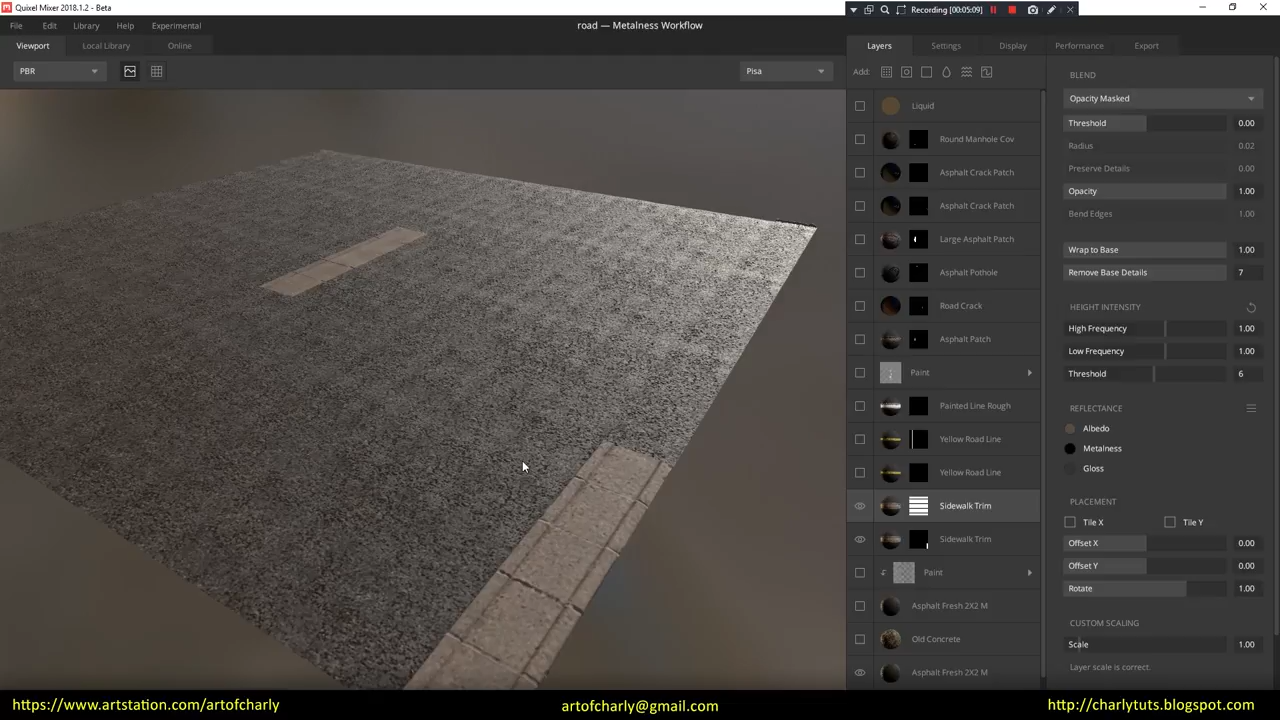 Quixel Mixer 2018.1.2 - Beta
Recording [00:05:09]
File Edit Library Help Experimental
road — Metalness Workflow
Viewport Local Library Online
Layers Settings Display Performance Export
PBR
Pisa
Add:
BLEND
Opacity Masked
Liquid
Threshold 0.00
Round Manhole Cov
Radius 0.02
Asphalt Crack Patch
Preserve Details 0.00
Opacity 1.00
Asphalt Crack Patch
Bend Edges 1.00
Large Asphalt Patch
Wrap to Base 1.00
Asphalt Pothole
Remove Base Details 7
Road Crack
HEIGHT INTENSITY
High Frequency 1.00
Asphalt Patch
Low Frequency 1.00
Paint
Threshold 6
Painted Line Rough
REFLECTANCE
Albedo
Yellow Road Line
Metalness
Yellow Road Line
Gloss
Sidewalk Trim
PLACEMENT
Tile X Tile Y
Sidewalk Trim
Offset X 0.00
Offset Y 0.00
Paint
Rotate 1.00
Asphalt Fresh 2X2 M
CUSTOM SCALING
Old Concrete
Scale 1.00
Layer scale is correct.
Asphalt Fresh 2X2 M
https://www.artstation.com/artofcharly
artofcharly@gmail.com
http://charlytuts.blogspot.com